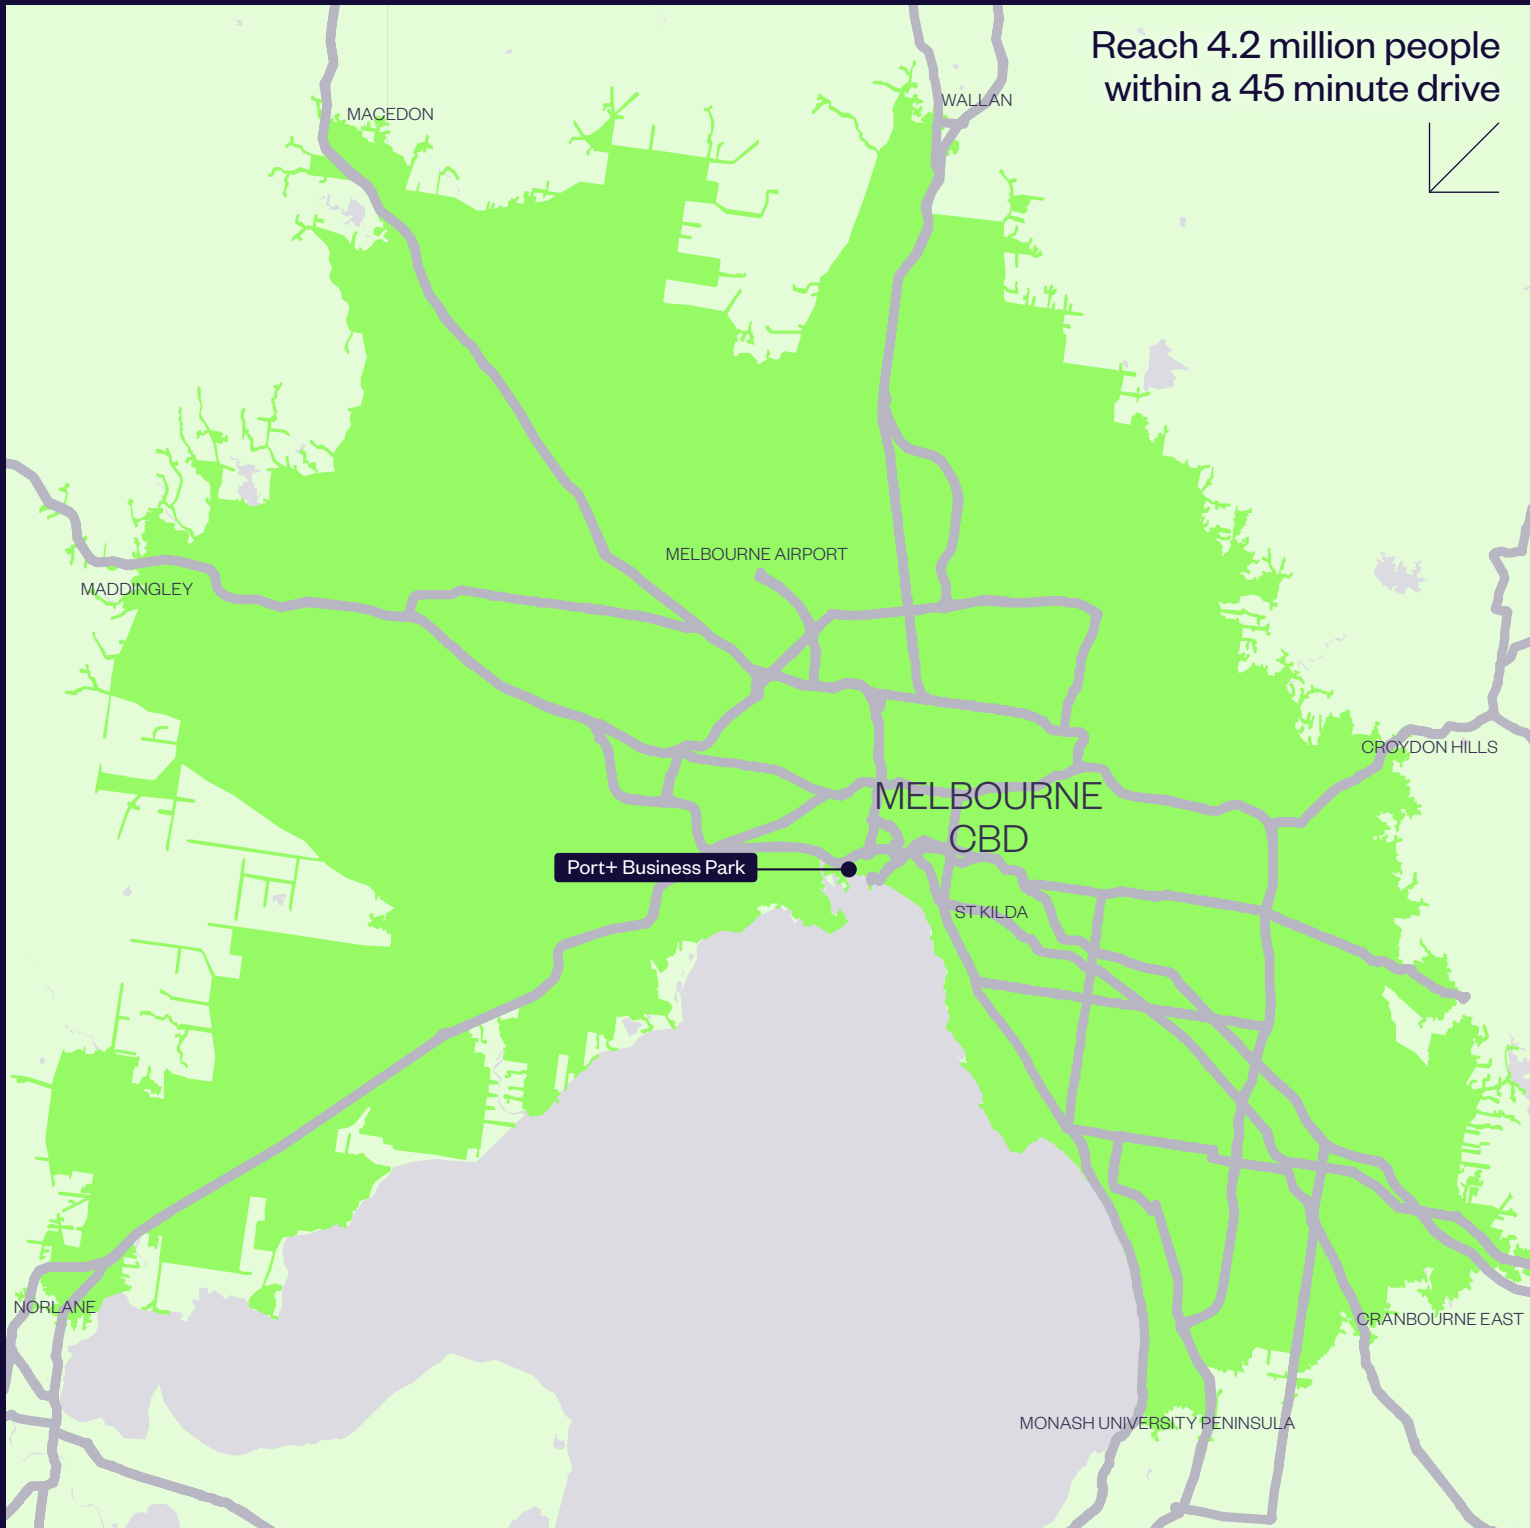 Reach 4.2 million people
within a 45 minute drive
WALLAN
MACEDON
MELBOURNE AIRPORT
MADDINGLEY
CROYDON HILLS
MELBOURNE
CBD
Port+ Business Park
ST KILDA
NORLANE
CRANBOURNE EAST
MONASH UNIVERSITY PENINSULA